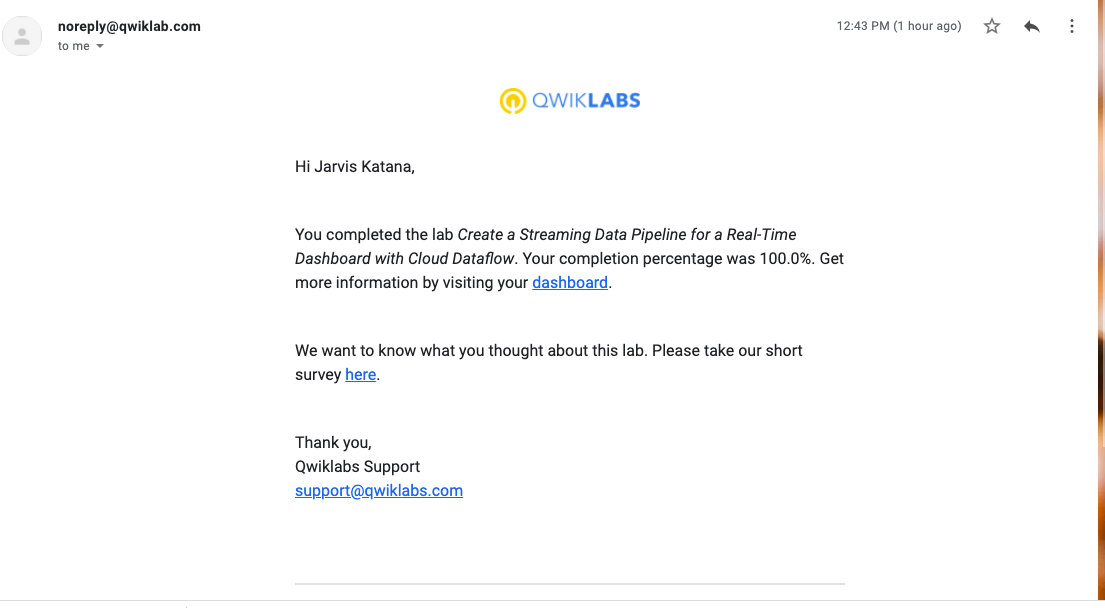 noreply@qwiklab.com
12:43 PM (1 hour ago)
to me
QWIKLABS
Hi Jarvis Katana,
You completed the lab Create a Streaming Data Pipeline for a Real-Time
Dashboard with Cloud Dataflow. Your completion percentage was 100.0%. Get
more information by visiting your dashboard.
We want to know what you thought about this lab. Please take our short
survey here.
Thank you,
Qwiklabs Support
support@qwiklabs.com